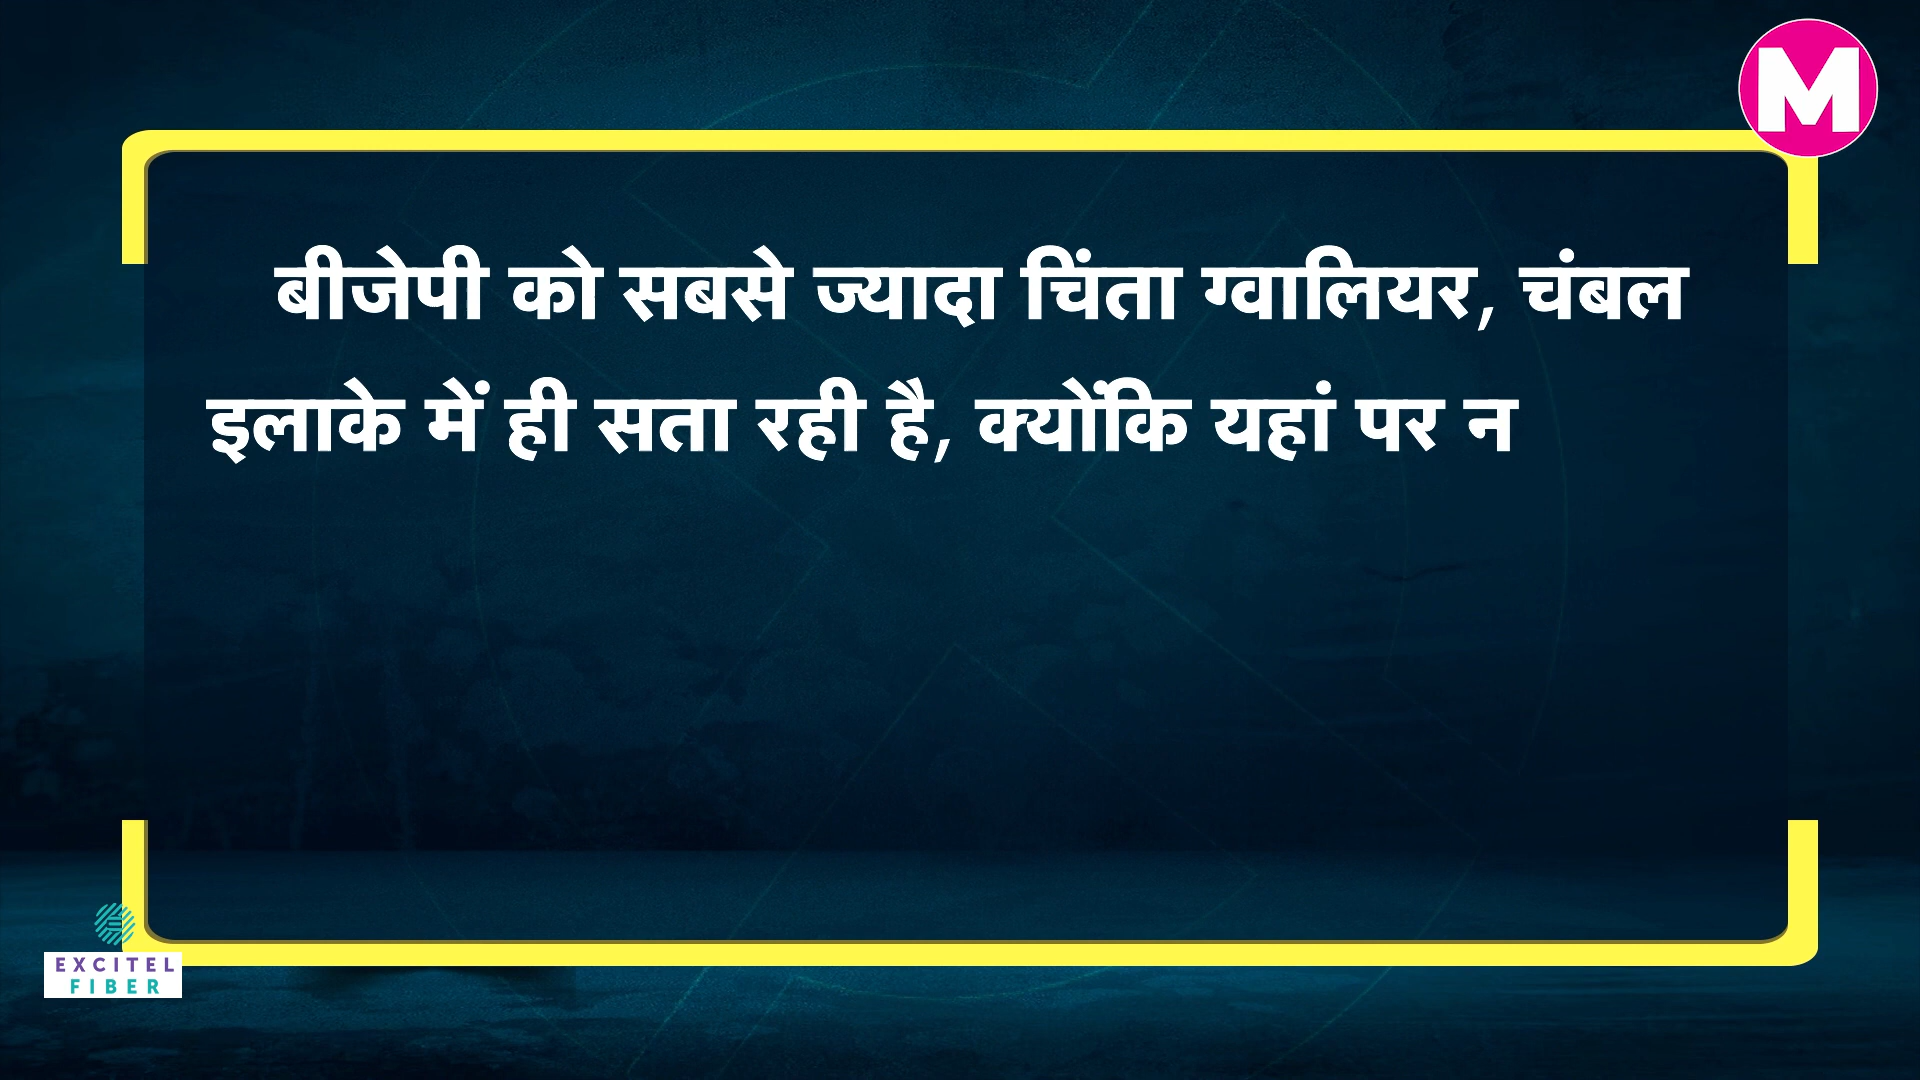 M
बीजेपी को सबसे ज्यादा चिंता ग्वालियर, चंबल
इलाके में ही सता रही है, क्योंकि यहां पर न
EXCITEL
FIBER